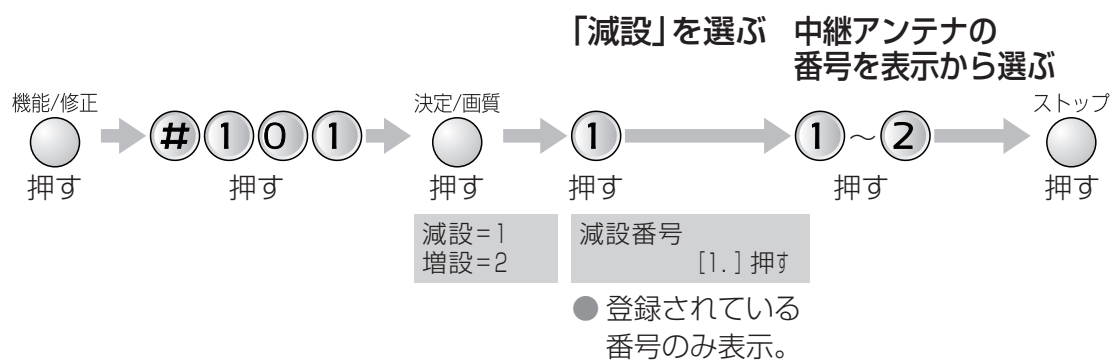 「減設」を選ぶ
中継アンテナの
番号を表示から選ぶ
機能/修正
決定/画質
ストップ
# 1 0 1
1
1～2
押す
押す
押す
押す
押す
押す
減設=1
増設=2
減設番号
[1. ]押す
● 登録されている
番号のみ表示。